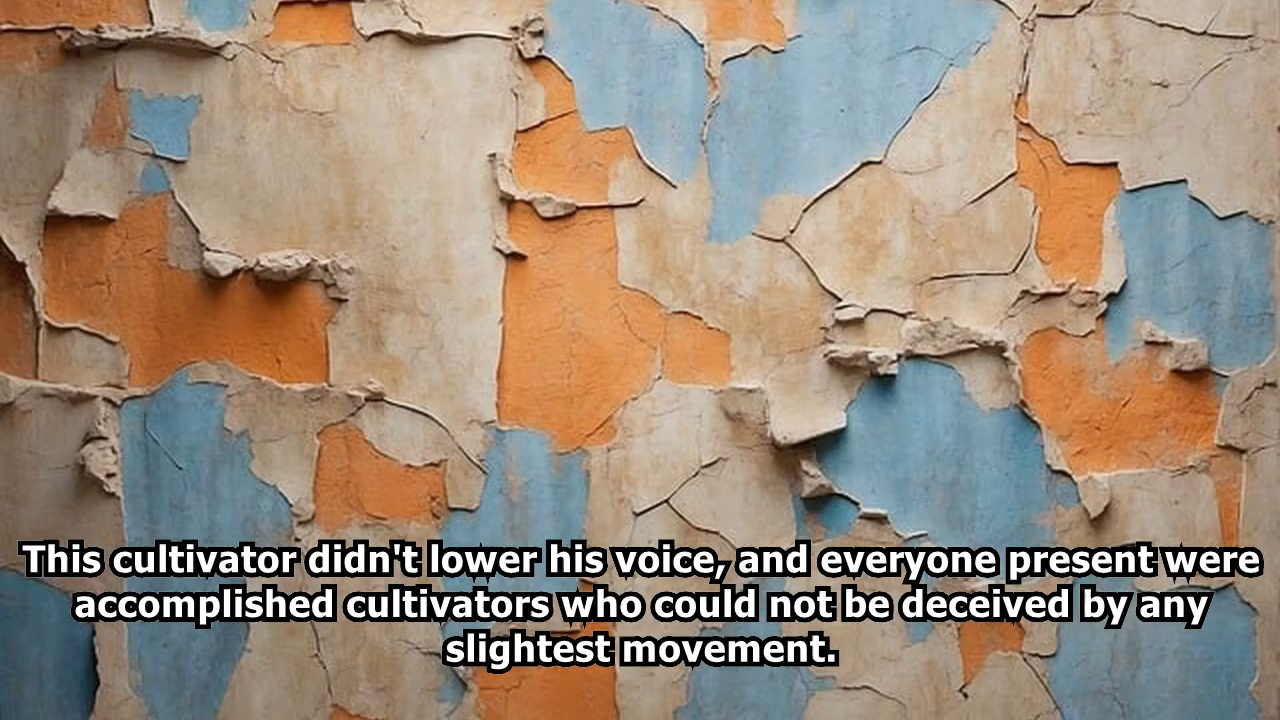 This cultivator didn't lower his voice, and everyone present were
accomplished cultivators who could not be deceived by any
slightest movement.